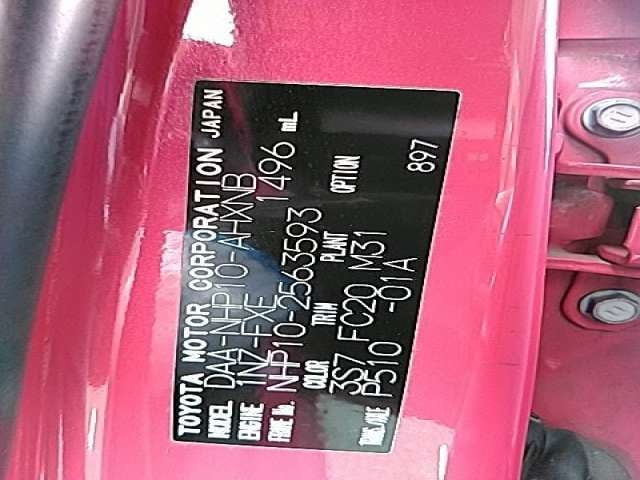 TOYOTA MOTOR CORPORATION JAPAN
MODEL DAA-NHP10-AHXNB
ENGINE 1NZ-FXE 1496 mL
FRAME No. NHP10-2563593
COLOR TRIM PLANT OPTION
3S7 FC20 M31
TRANS./AXLE P510 -01A 897